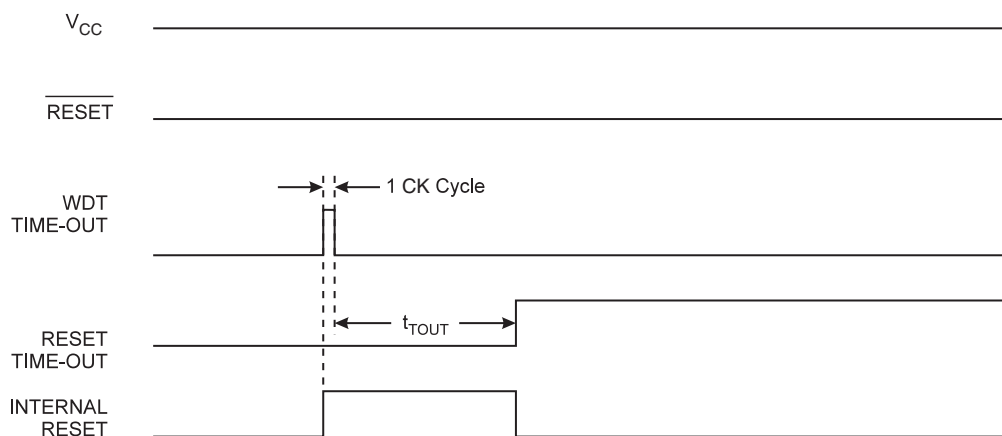 VCC
RESET
1 CK Cycle
WDT
TIME-OUT
tTOUT
RESET
TIME-OUT
INTERNAL
RESET